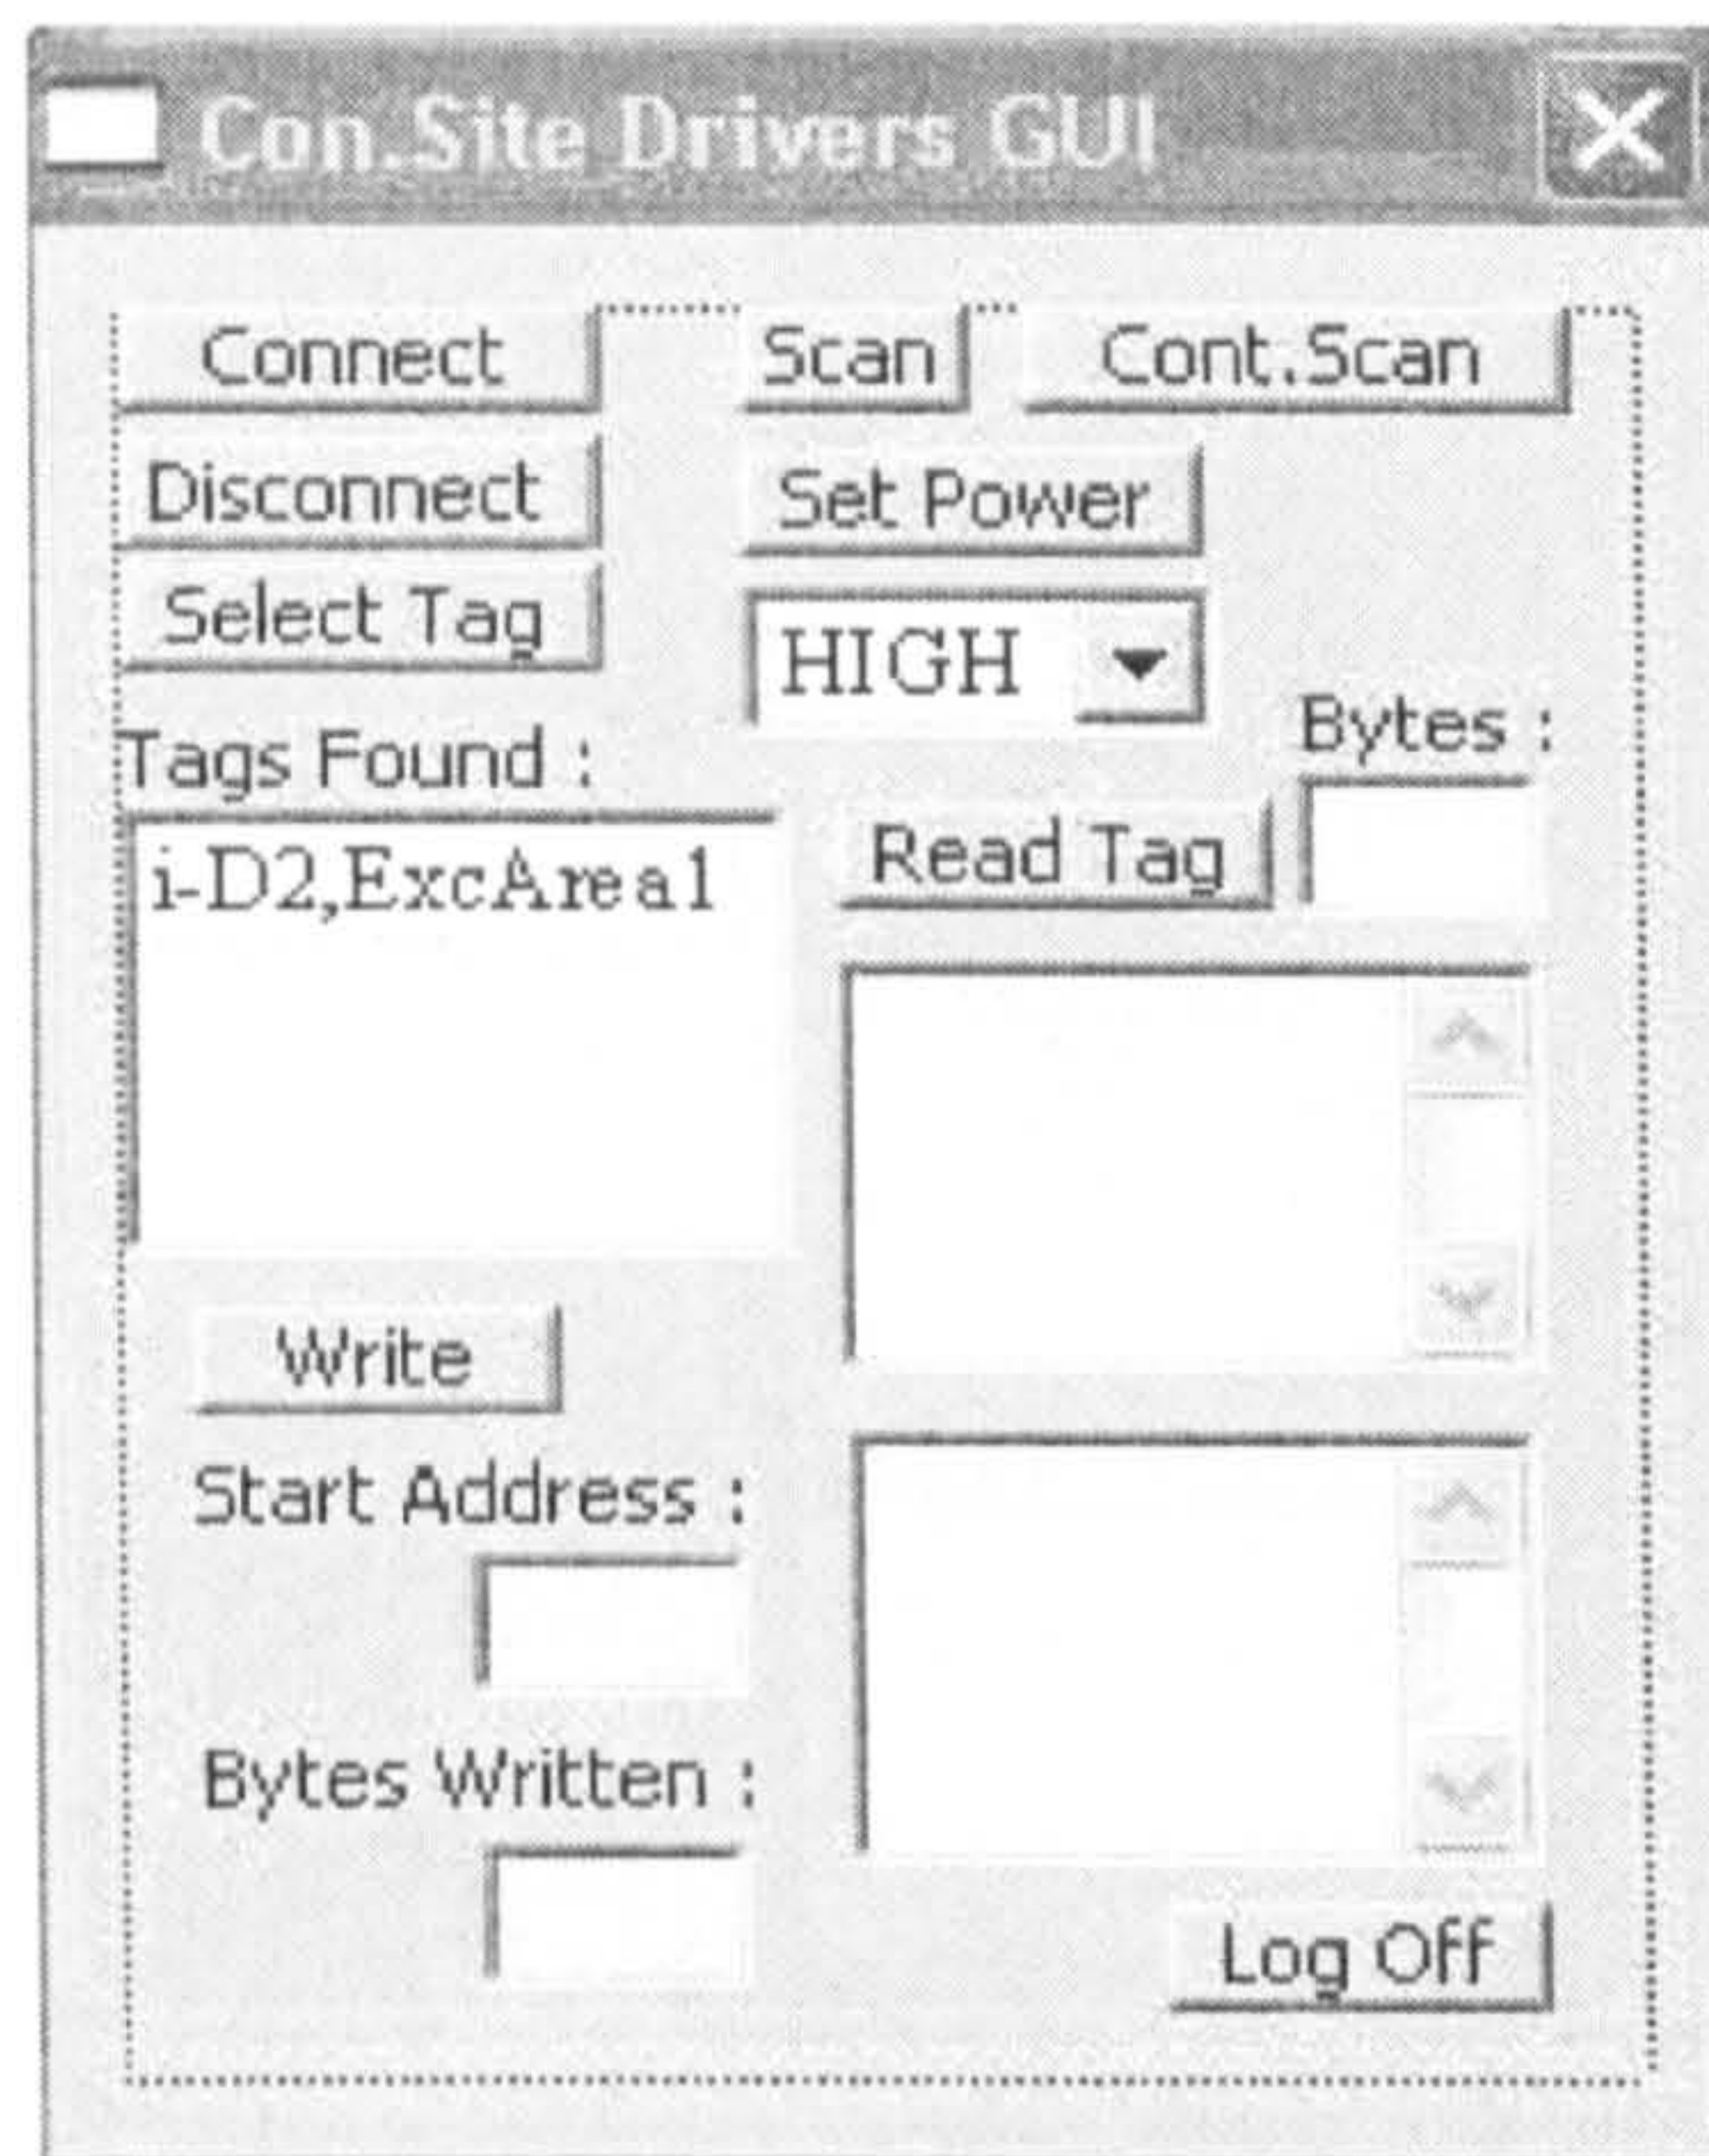 Con.Site Drivers GUI
Connect Scan Cont.Scan
Disconnect Set Power
Select Tag HIGH
Bytes :
Tags Found :
i-D2,ExcArea1 Read Tag
Write
Start Address :
Bytes Written :
Log Off